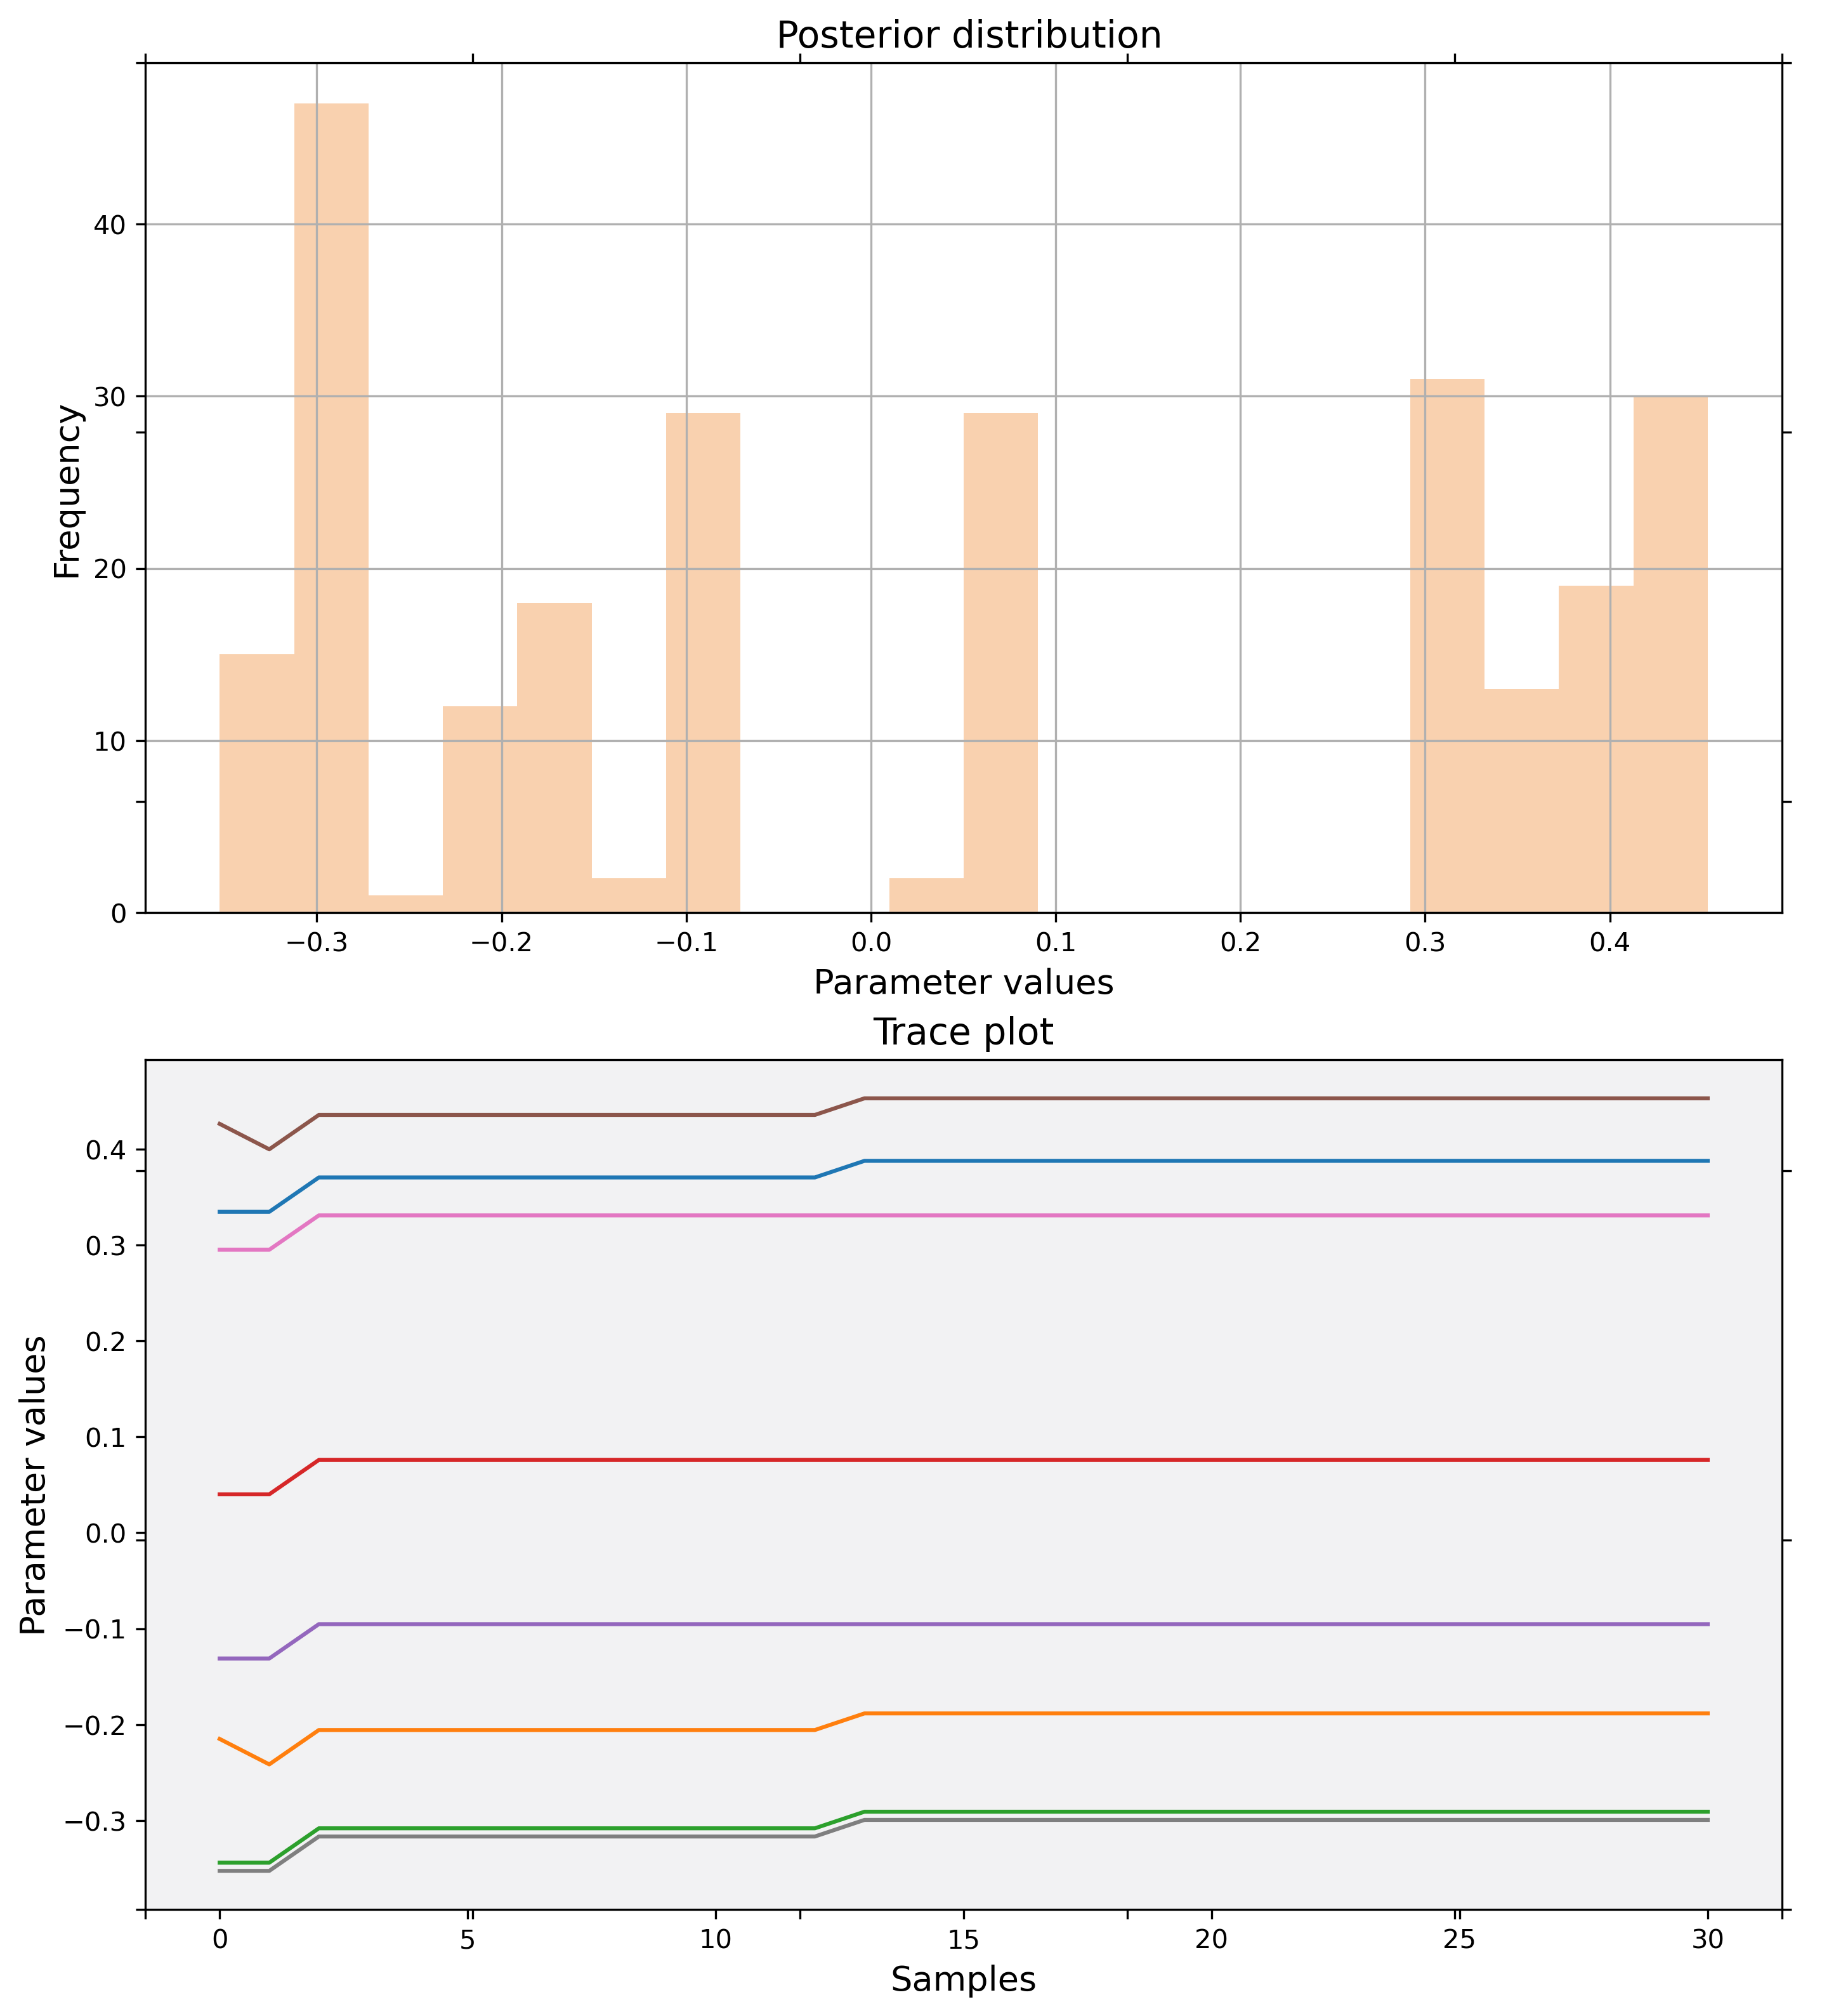 Posterior distribution
40
30
20
10
0
Frequency
−0.3 −0.2 −0.1 0.0 0.1 0.2 0.3 0.4
Parameter values
Trace plot
0.4
0.3
0.2
0.1
0.0
−0.1
−0.2
−0.3
Parameter values
0 5 10 15 20 25 30
Samples